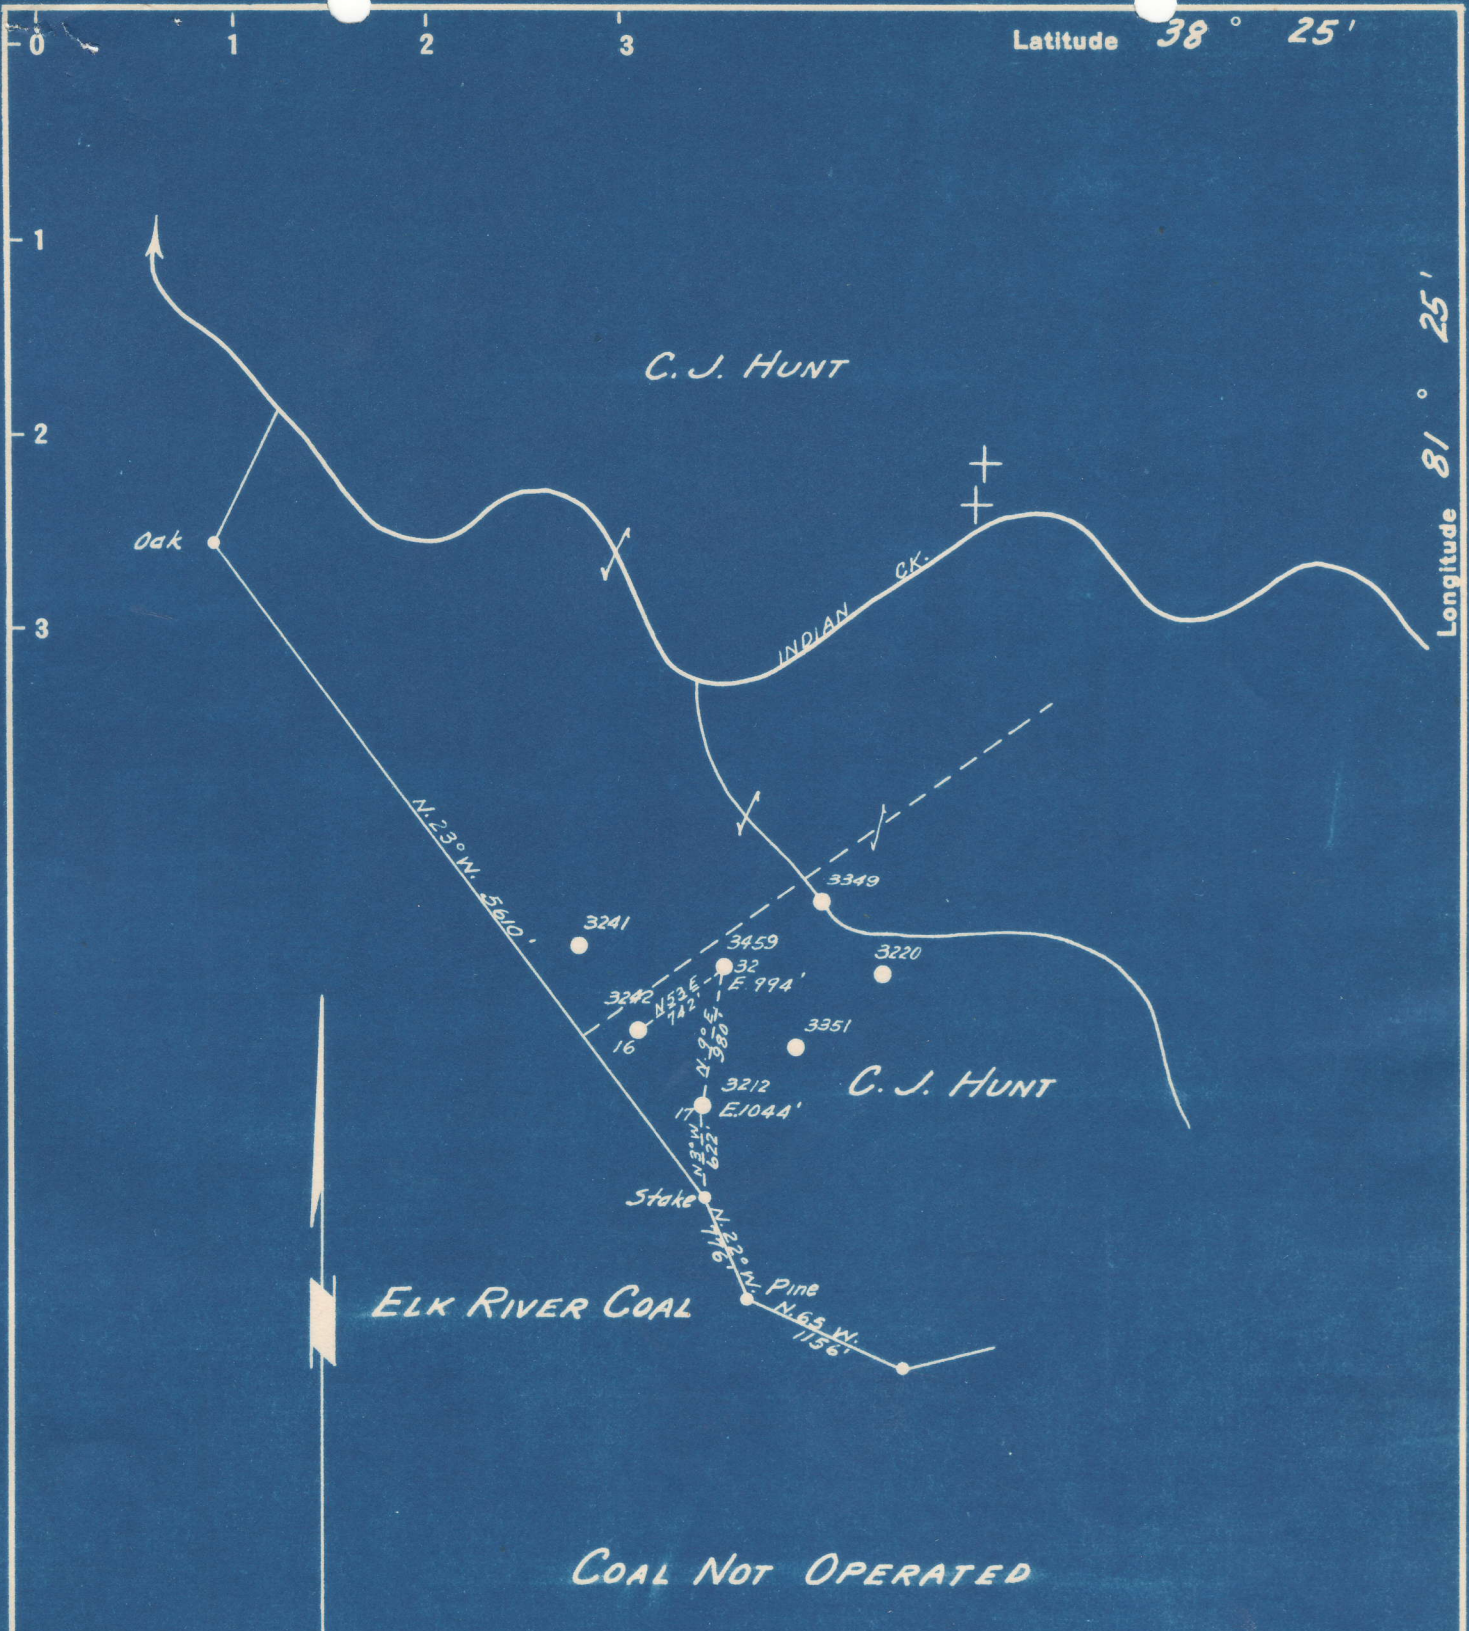 0 1 2 3
Latitude 38° 25'
1
2
3
Longitude 81° 25'
C. J. HUNT
Oak
INDIAN CK.
N. 23° W. 5610'
3349
3241
3459
32
E. 994'
3220
3242
16
N53E
742'
N. 9° E
980'
3351
C. J. HUNT
3212
17
E. 1044'
N3°W
622'
Stake
N. 22° W.
Pine
N. 65 W.
1156'
ELK RIVER COAL
COAL NOT OPERATED